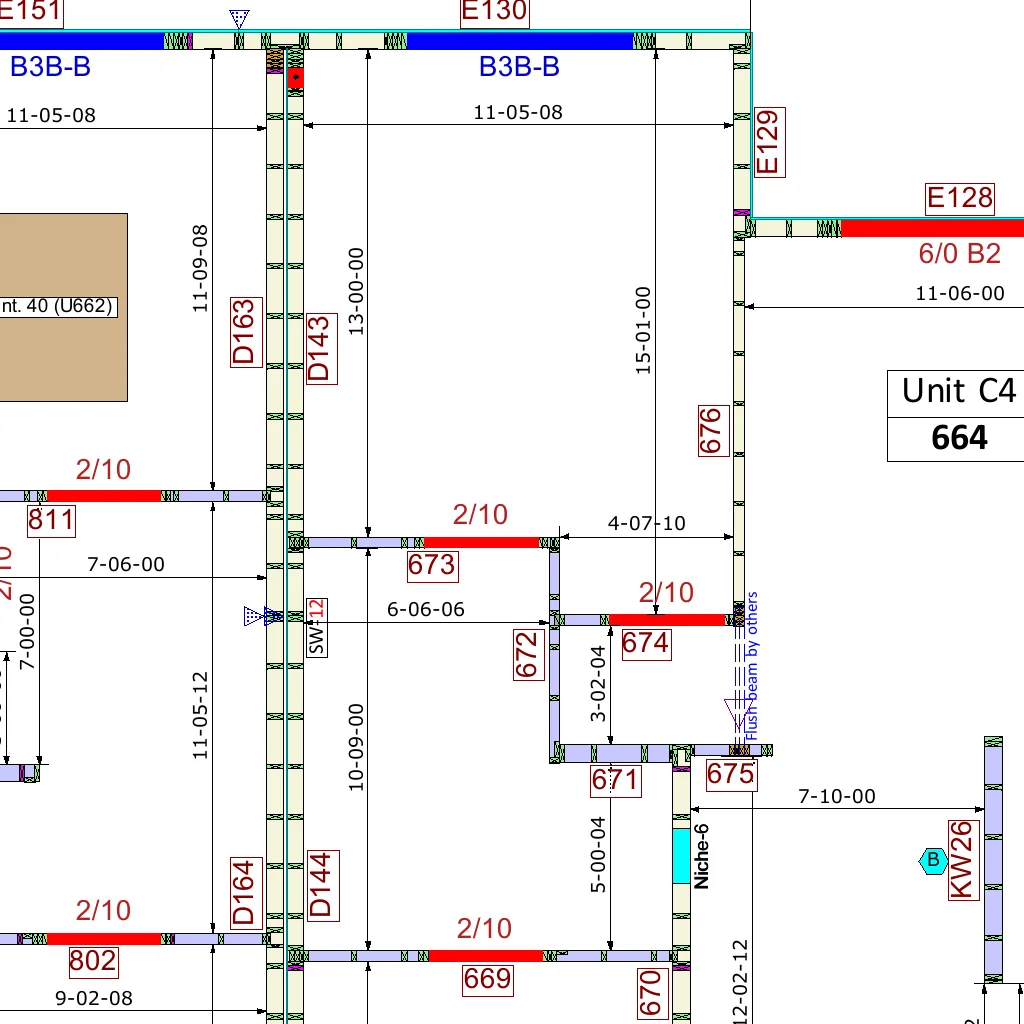 E151
E130
B3B-B
B3B-B
11-05-08
11-05-08
E129
E128
6/0 B2
11-06-00
nt. 40 (U662)
11-09-08
13-00-00
15-01-00
D163
D143
676
Unit C4
664
2/10
811
2/10
673
4-07-10
2/10
7-06-00
7-00-00
SW-12
6-06-06
672
2/10
674
Flush beam by others
3-02-04
11-05-12
10-09-00
671
675
7-10-00
5-00-04
Niche-6
B
KW26
D164
D144
2/10
802
2/10
669
670
12-02-12
9-02-08